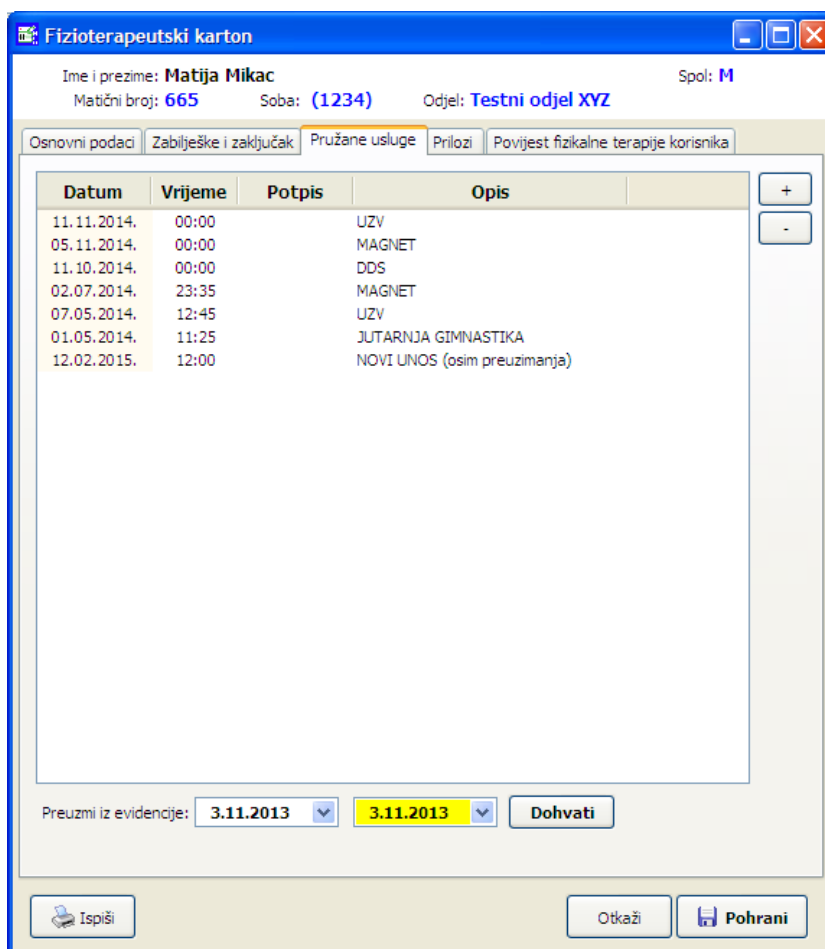 Fizioterapeutski karton
Ime i prezime: Matija Mikac Spol: M
Matični broj: 665 Soba: (1234) Odjel: Testni odjel XYZ
Osnovni podaci Zabilješke i zaključak Pružane usluge Prilozi Povijest fizikalne terapije korisnika
Datum Vrijeme Potpis Opis +
11.11.2014. 00:00 UZV -
05.11.2014. 00:00 MAGNET
11.10.2014. 00:00 DDS
02.07.2014. 23:35 MAGNET
07.05.2014. 12:45 UZV
01.05.2014. 11:25 JUTARNJA GIMNASTIKA
12.02.2015. 12:00 NOVI UNOS (osim preuzimanja)
Preuzmi iz evidencije: 3.11.2013 3.11.2013 Dohvati
Ispiši Otkaži Pohrani